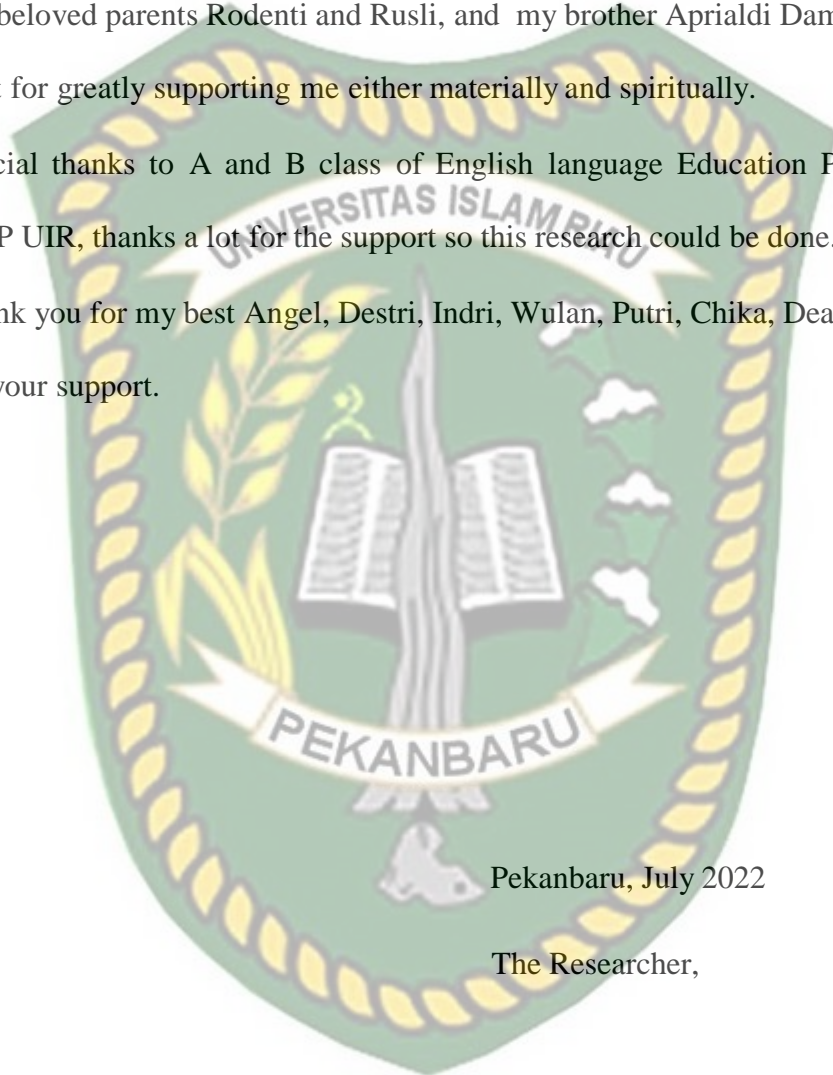 beloved parents Rodenti and Rusli, and my brother Aprialdi Dam
for greatly supporting me either materially and spiritually.
cial thanks to A and B class of English language Education P
P UIR, thanks a lot for the support so this research could be done.
nk you for my best Angel, Destri, Indri, Wulan, Putri, Chika, Dea
your support.
UNIVERSITAS ISLAM RIAU
PEKANBARU
Pekanbaru, July 2022
The Researcher,